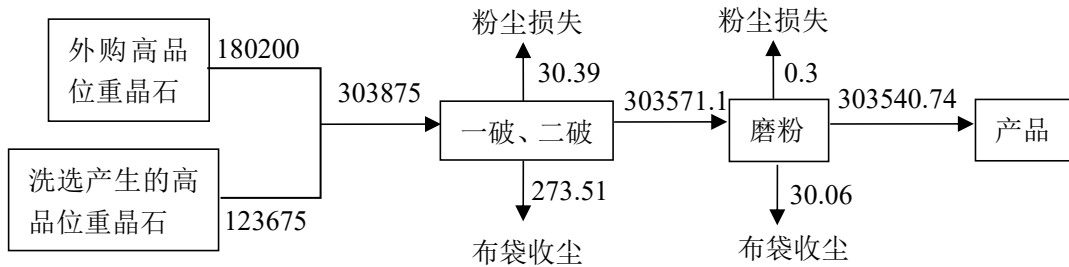 粉尘损失
粉尘损失
外购高品
位重晶石
180200
30.39
0.3
303875
303571.1
303540.74
一破、二破
磨粉
产品
洗选产生的高
品位重晶石
123675
273.51
30.06
布袋收尘
布袋收尘